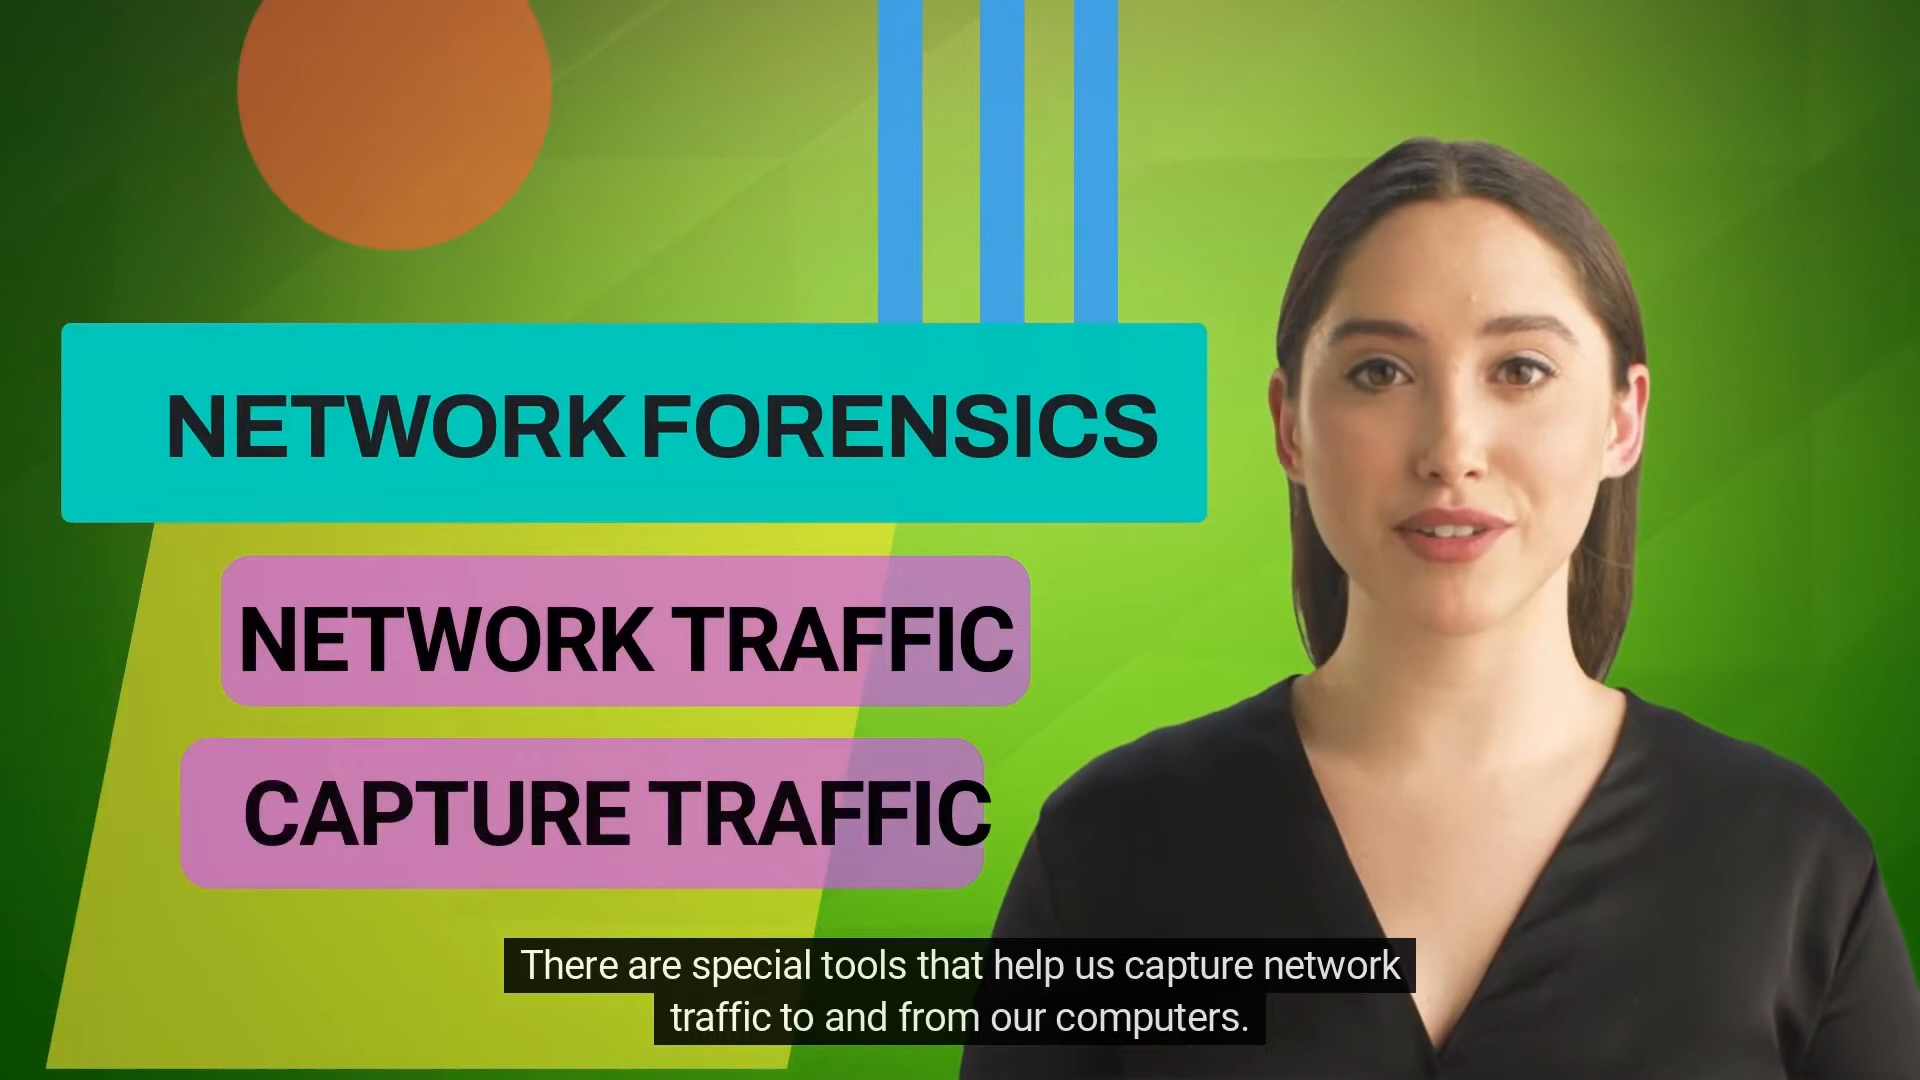 NETWORK FORENSICS
NETWORK TRAFFIC
CAPTURE TRAFFIC
There are special tools that help us capture network
traffic to and from our computers.